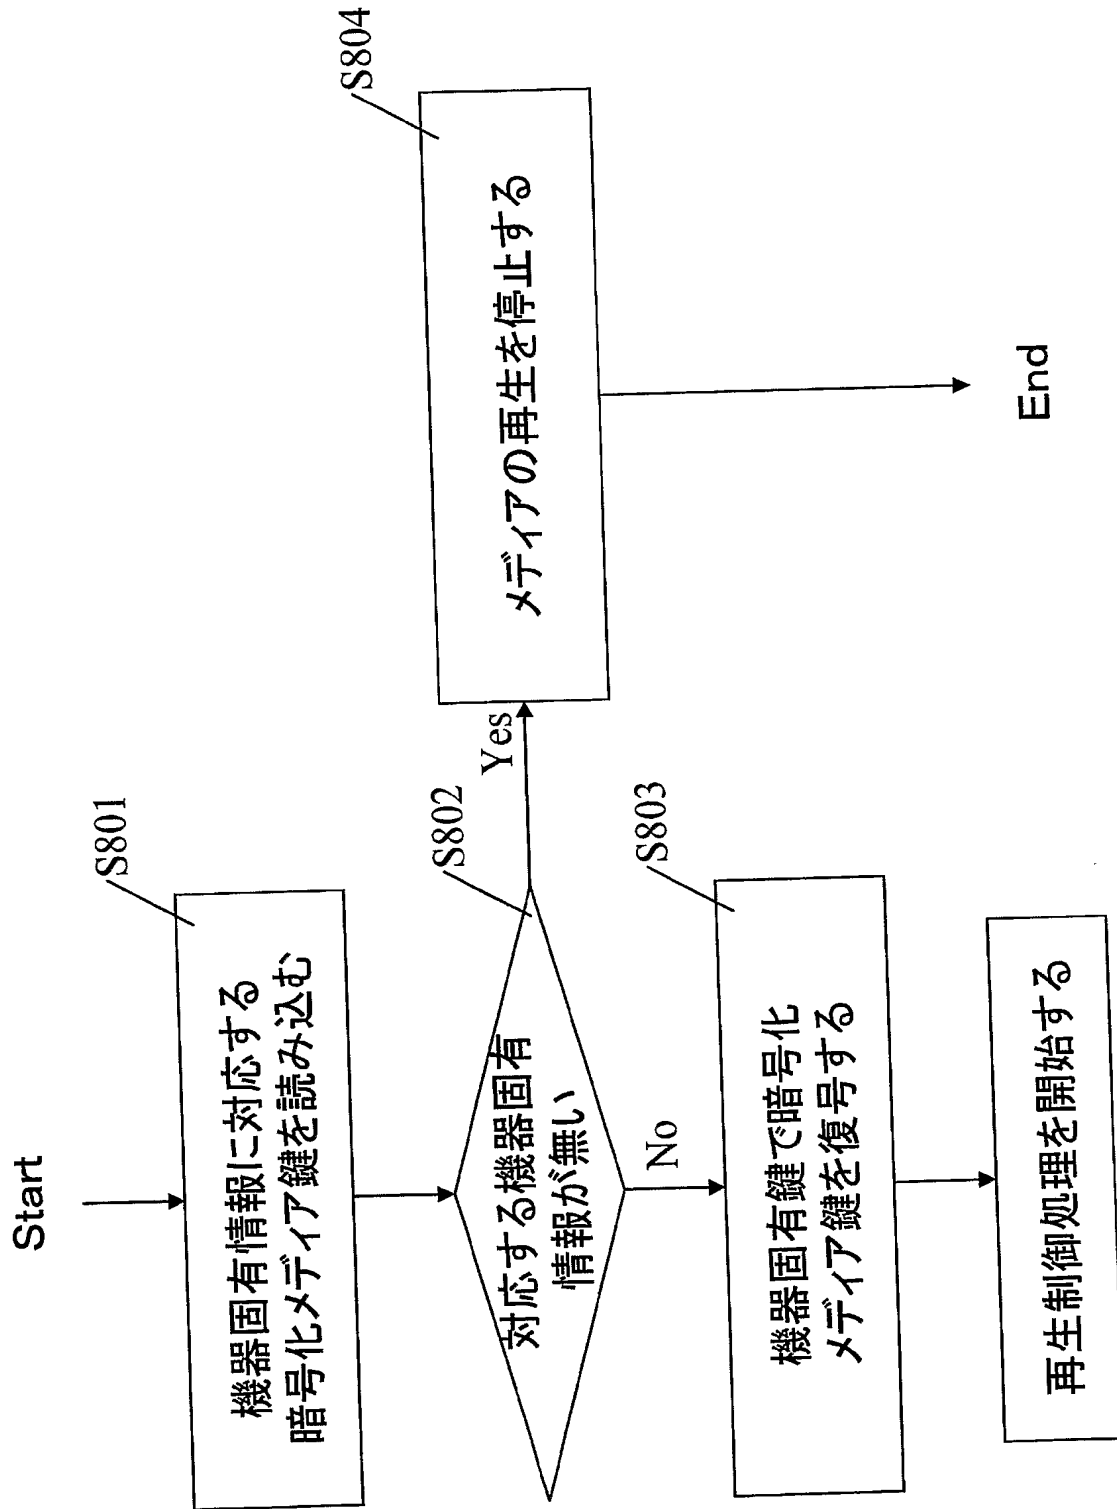 Start
S801
機器固有情報に対応する
暗号化メディア鍵を読み込む
S802
対応する機器固有
情報が無い
Yes
No
S804
メディアの再生を停止する
End
S803
機器固有鍵で暗号化
メディア鍵を復号する
再生制御処理を開始する